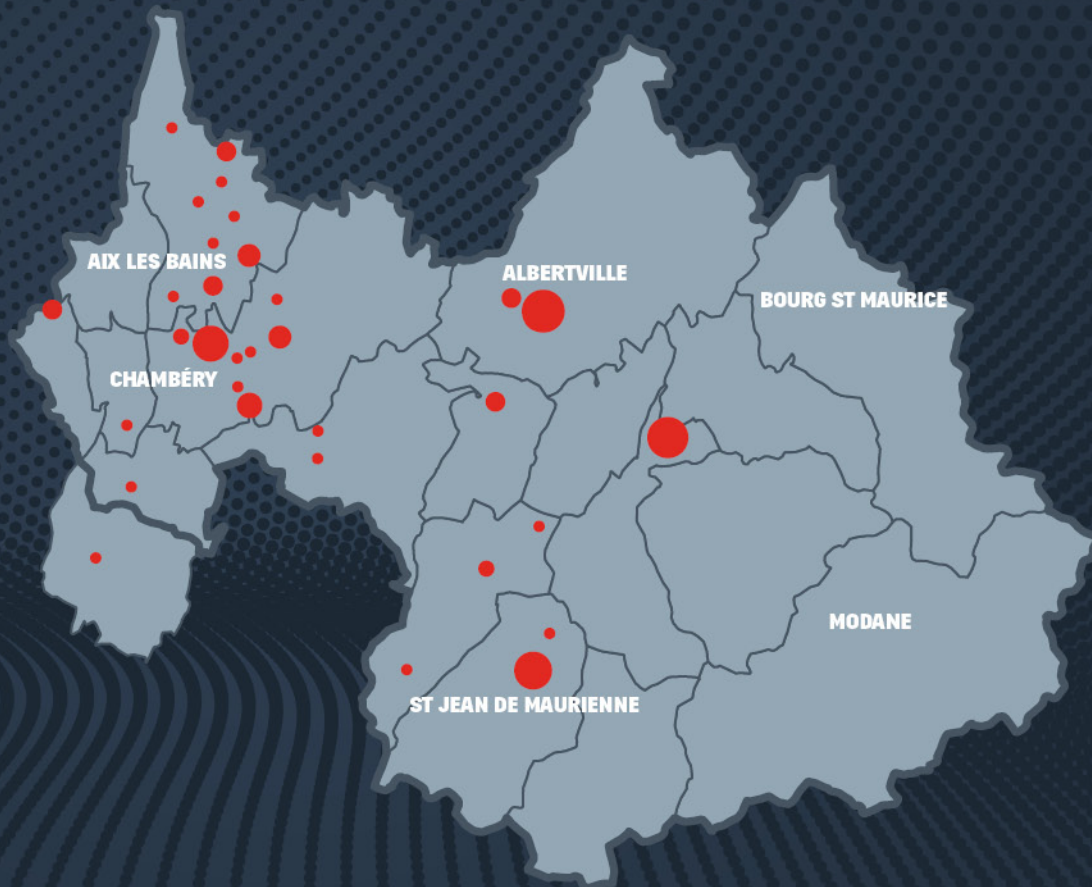 AIX LES BAINS
ALBERTVILLE
BOURG ST MAURICE
CHAMBÉRY
MODANE
ST JEAN DE MAURIENNE